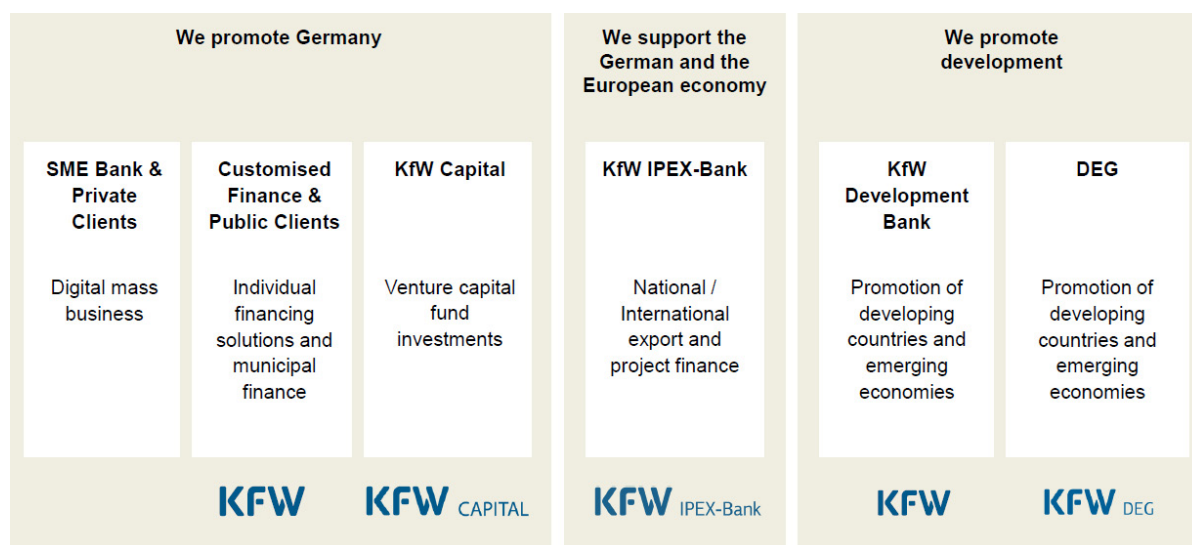 We promote Germany
SME Bank &
Private
Clients
Digital mass
business
Customised
Finance &
Public Clients
Individual
financing
solutions and
municipal
finance
KfW Capital
Venture capital
fund
investments
KFW
KFW CAPITAL
We support the
German and the
European economy
KfW IPEX-Bank
National /
International
export and
project finance
KFW IPEX-Bank
We promote
development
KfW
Development
Bank
Promotion of
developing
countries and
emerging
economies
DEG
Promotion of
developing
countries and
emerging
economies
KFW
KFW DEG